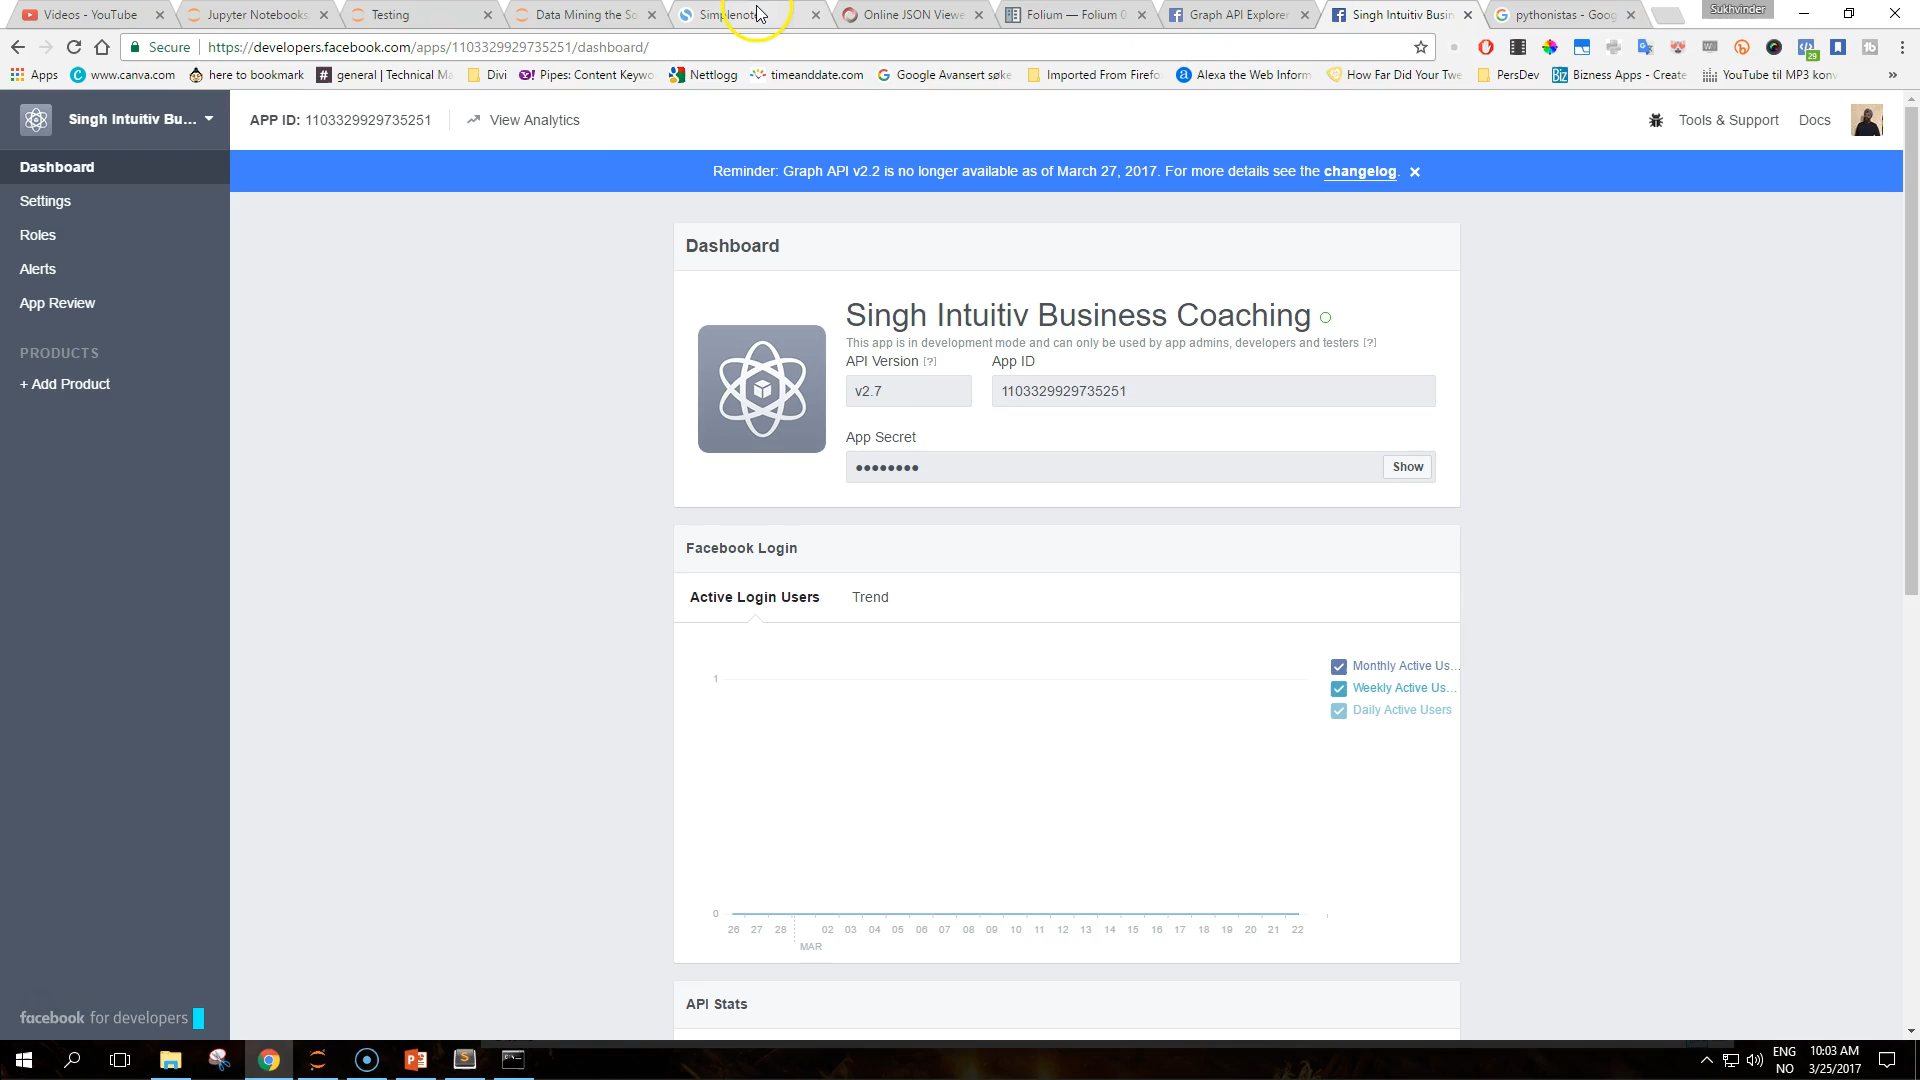 Videos - YouTube
Jupyter Notebooks
Testing
Data Mining the So
Simplenote
Online JSON Viewe
Folium — Folium 0
Graph API Explorer
Singh Intuitiv Busin
pythonistas - Goog
Sukhvinder
Secure https://developers.facebook.com/apps/1103329929735251/dashboard/
Apps
www.canva.com
here to bookmark
general | Technical Ma
Divi
Pipes: Content Keywo
Nettlogg
timeanddate.com
Google Avansert søke
Imported From Firefo
Alexa the Web Inform
How Far Did Your Twe
PersDev
Bizness Apps - Create
YouTube til MP3 konv
»
Singh Intuitiv Bu...
APP ID: 1103329929735251
View Analytics
Tools & Support
Docs
Dashboard
Settings
Roles
Alerts
App Review
PRODUCTS
+ Add Product
facebook for developers
Reminder: Graph API v2.2 is no longer available as of March 27, 2017. For more details see the changelog.
Dashboard
Singh Intuitiv Business Coaching
This app is in development mode and can only be used by app admins, developers and testers [?]
API Version [?] App ID
v2.7 1103329929735251
App Secret
●●●●●●●● Show
Facebook Login
Active Login Users Trend
Monthly Active Us...
Weekly Active Us...
Daily Active Users
1
0
26 27 28 02 03 04 05 06 07 08 09 10 11 12 13 14 15 16 17 18 19 20 21 22
MAR
API Stats
ENG 10:03 AM
NO 3/25/2017